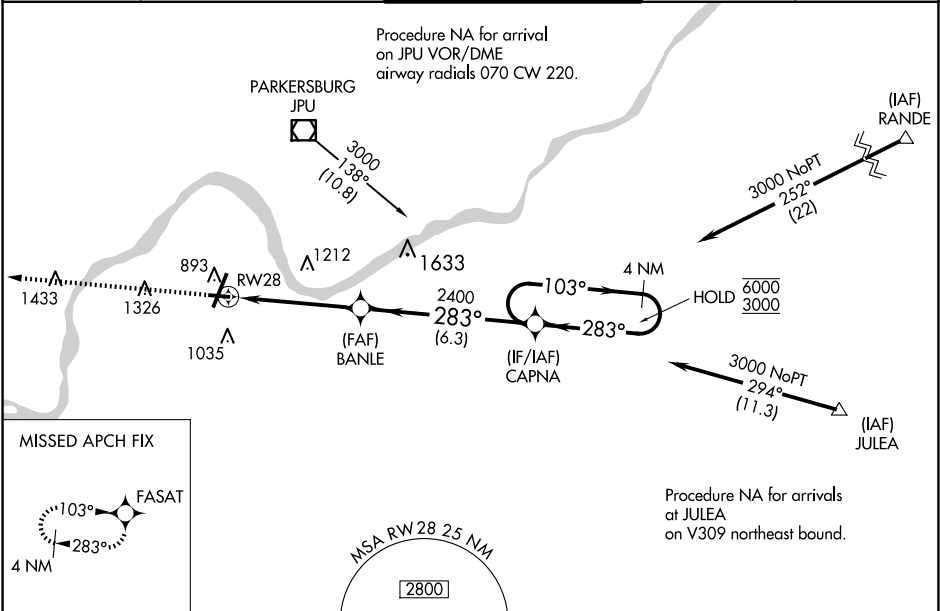 Procedure NA for arrival
on JPU VOR/DME
airway radials 070 CW 220.
PARKERSBURG
JPU
3000
138°
(10.8)
(IAF)
RANDE
3000 NoPT
252°
(22)
1212
1633
893
RW28
1433
1326
1035
2400
283°
(6.3)
(FAF)
BANLE
4 NM
103°
283°
HOLD
6000
3000
(IF/IAF)
CAPNA
3000 NoPT
294°
(11.3)
(IAF)
JULEA
MISSED APCH FIX
FASAT
103°
283°
4 NM
Procedure NA for arrivals
at JULEA
on V309 northeast bound.
MSA RW28 25 NM
2800